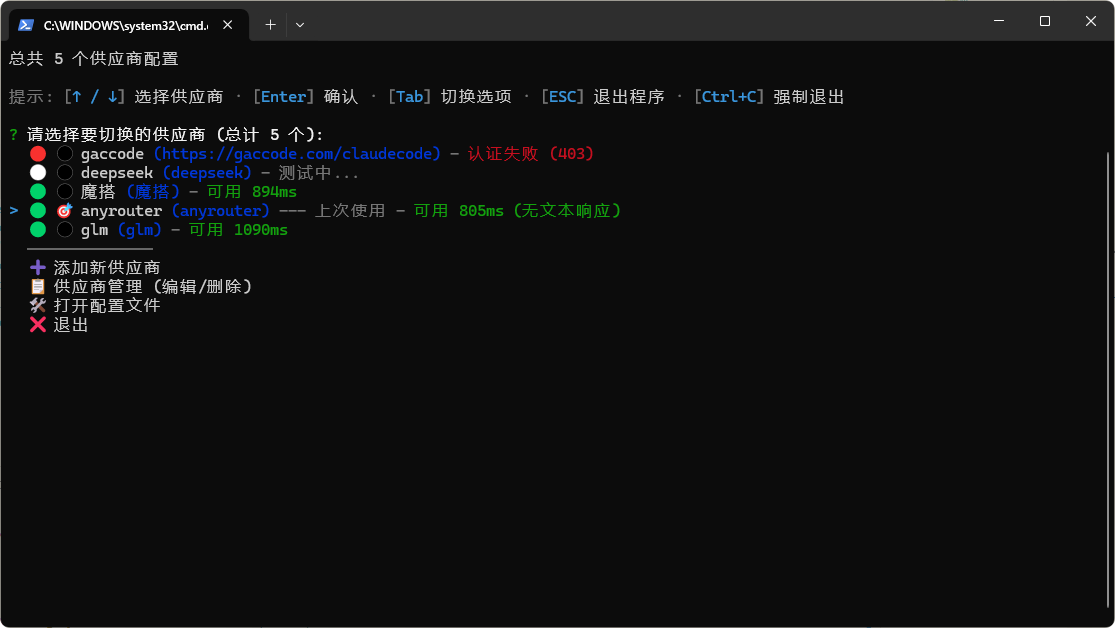 C:\WINDOWS\system32\cmd.
总共 5 个供应商配置
提示: [↑ / ↓] 选择供应商 · [Enter] 确认 · [Tab] 切换选项 · [ESC] 退出程序 · [Ctrl+C] 强制退出
? 请选择要切换的供应商 (总计 5 个):
gaccode (https://gaccode.com/claudecode) - 认证失败 (403)
deepseek (deepseek) - 测试中...
魔搭 (魔搭) - 可用 894ms
> 🎯 anyrouter (anyrouter) --- 上次使用 - 可用 805ms (无文本响应)
glm (glm) - 可用 1090ms
➕ 添加新供应商
📋 供应商管理 (编辑/删除)
🛠 打开配置文件
❌ 退出